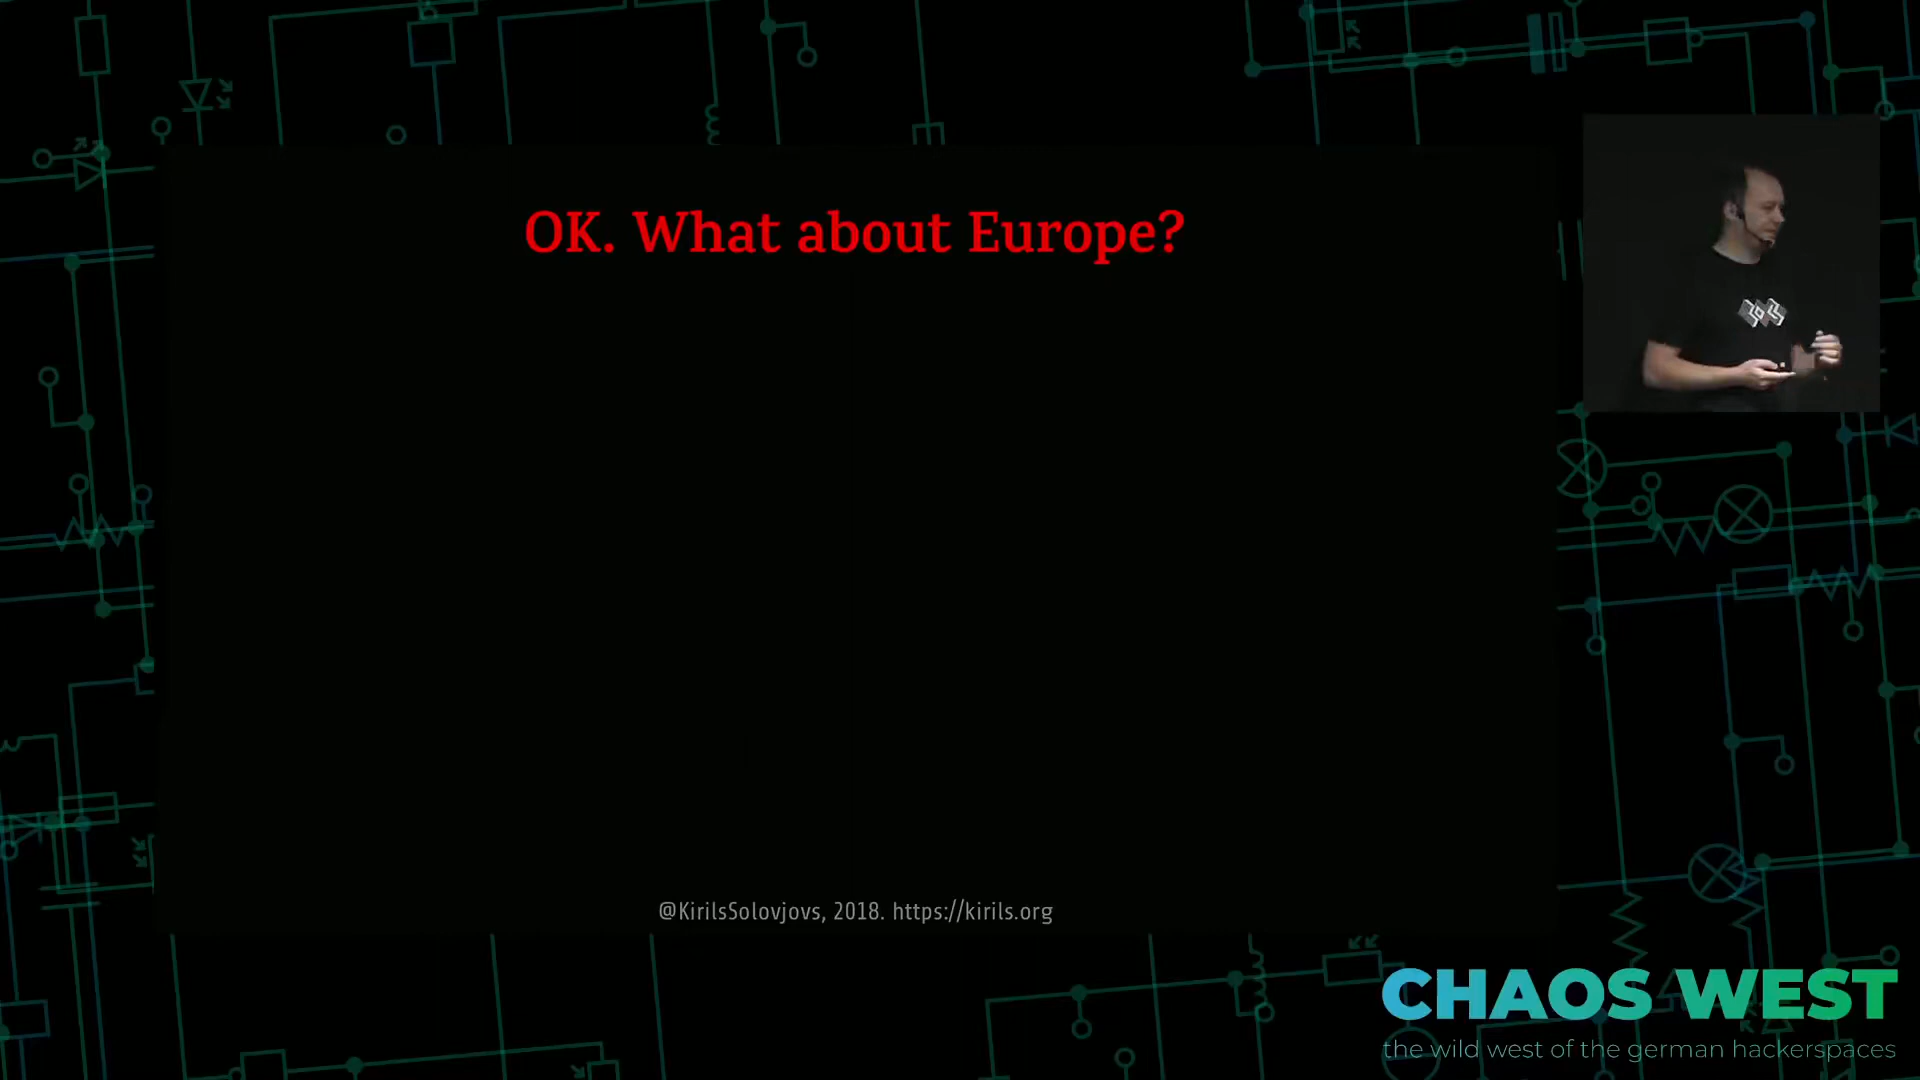 OK. What about Europe?
@KirilsSolovjovs, 2018. https://kirils.org
CHAOS WEST
the wild west of the german hackerspaces